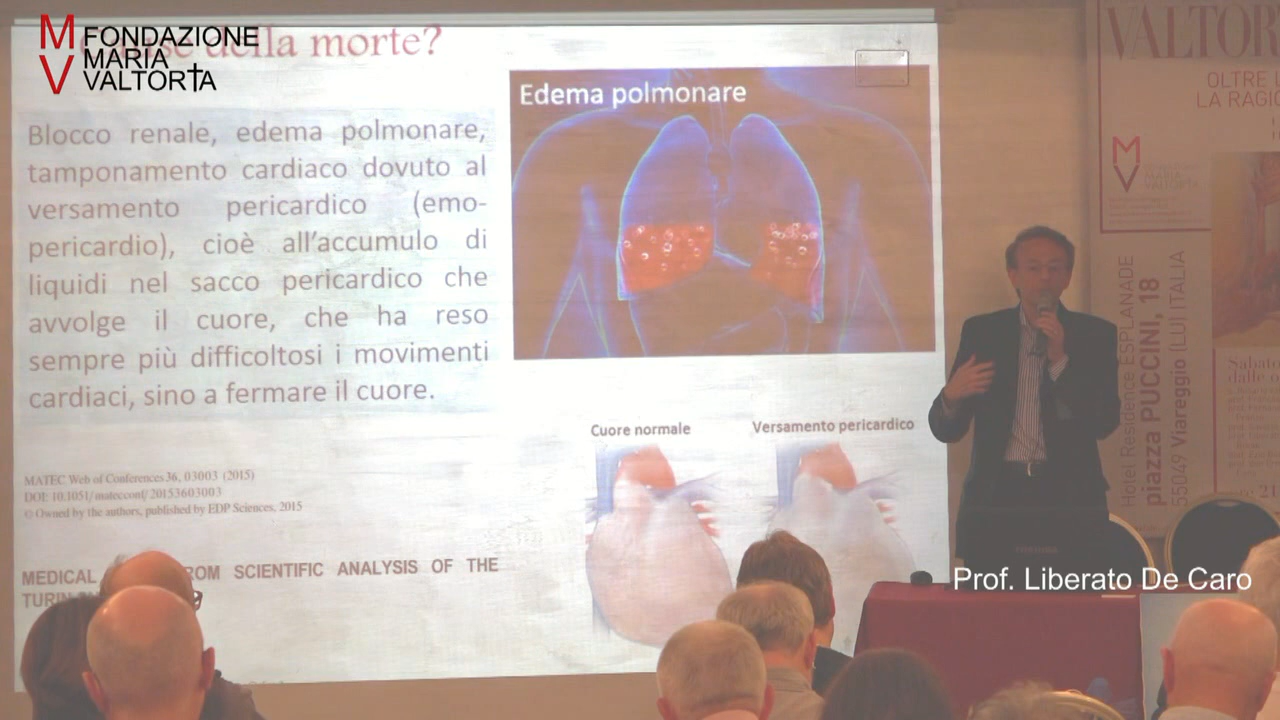 FONDAZIONE
MARIA
VALTORTA
della morte?
Edema polmonare
Blocco renale, edema polmonare,
tamponamento cardiaco dovuto al
versamento pericardico (emo-
pericardio), cioè all'accumulo di
liquidi nel sacco pericardico che
avvolge il cuore, che ha reso
sempre più difficoltosi i movimenti
cardiaci, sino a fermare il cuore.
Cuore normale
Versamento pericardico
MATEC Web of Conferences 36, 03003 (2015)
DOI: 10.1051/matecconf/20153603003
© Owned by the authors, published by EDP Sciences, 2015
MEDICAL SCIENTIFIC ANALYSIS OF THE
Prof. Liberato De Caro
VALTOR
OLTRE
LA RAGIO
MARIA
VALTORTA
Hotel Residence ESPLANADE
piazza PUCCINI, 18
55049 Viareggio (LU) ITALIA
Sabato